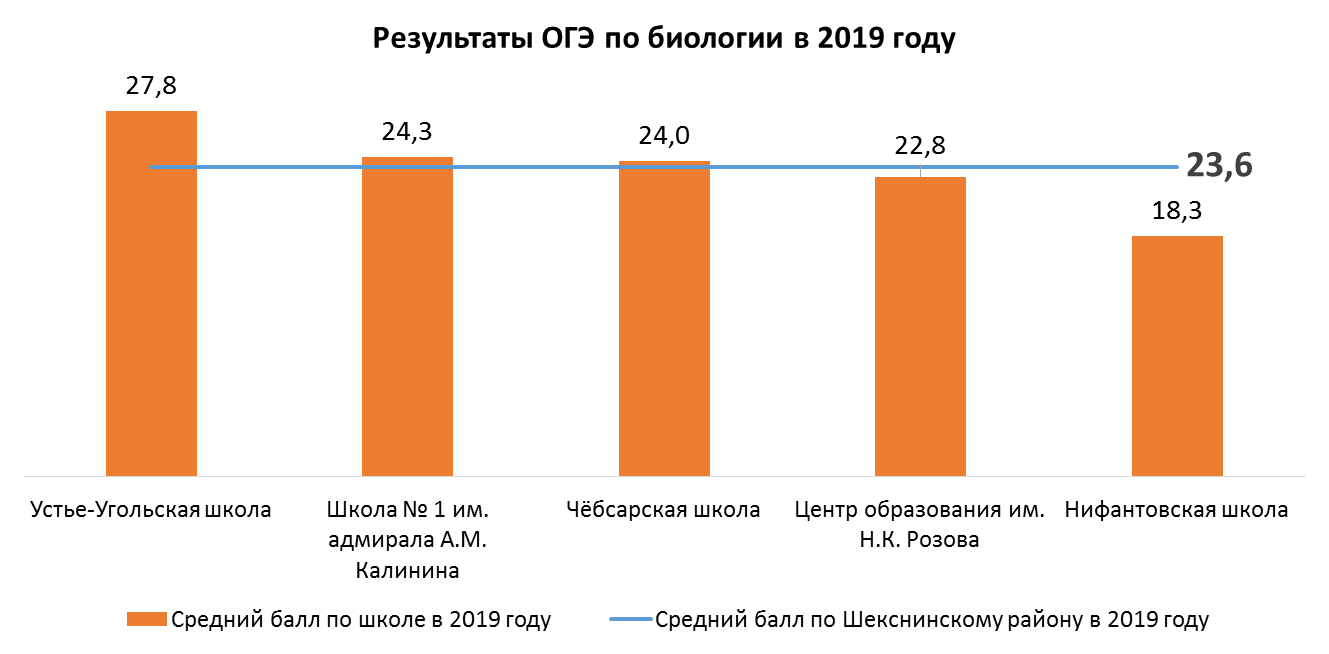 Результаты ОГЭ по биологии в 2019 году
27,8
24,3
24,0
22,8
23,6
18,3
Устье-Угольская школа
Школа № 1 им.
адмирала А.М.
Калинина
Чёбсарская школа
Центр образования им.
Н.К. Розова
Нифантовская школа
Средний балл по школе в 2019 году
Средний балл по Шекснинскому району в 2019 году